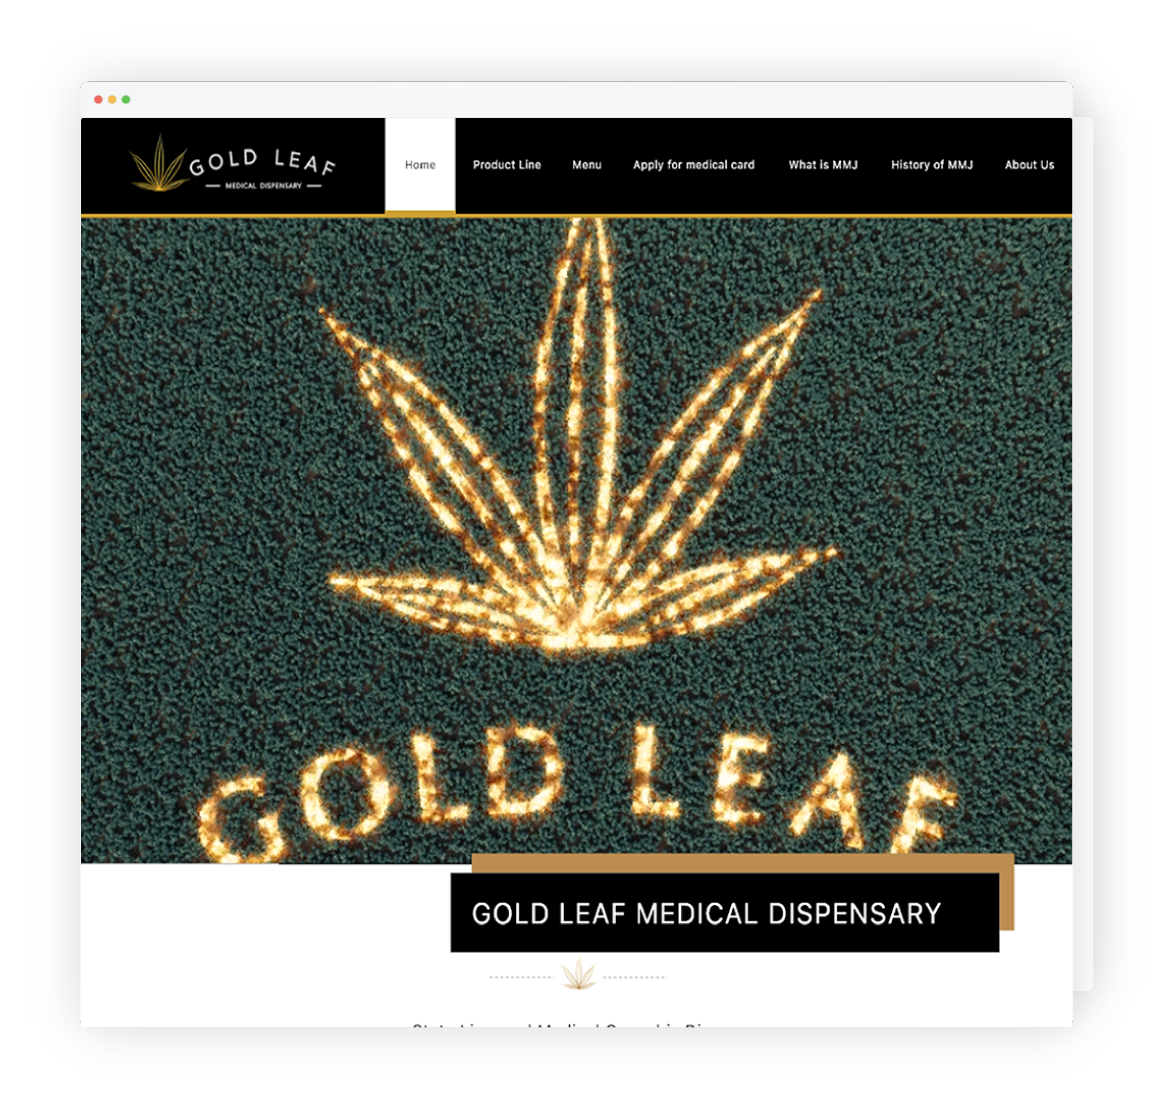 GOLD LEAF
MEDICAL DISPENSARY
Home Product Line Menu Apply for medical card What is MMJ History of MMJ About Us
GOLD LEAF
GOLD LEAF MEDICAL DISPENSARY